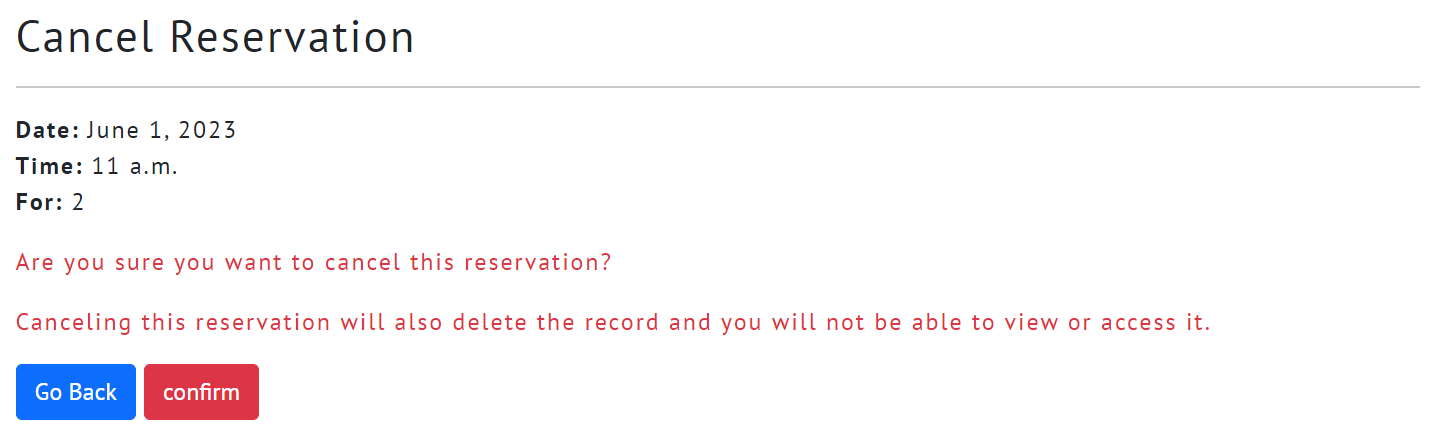 Cancel Reservation
Date: June 1, 2023
Time: 11 a.m.
For: 2
Are you sure you want to cancel this reservation?
Canceling this reservation will also delete the record and you will not be able to view or access it.
Go Back confirm